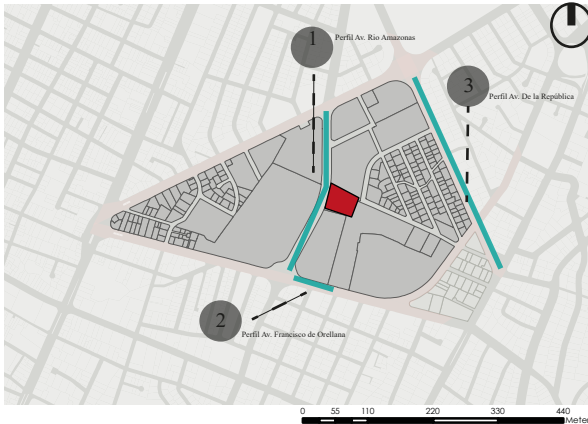 1
Perfil Av. Rio Amazonas
3
Perfil Av. De la República
2
Perfil Av. Francisco de Orellana
0 55 110 220 330 440